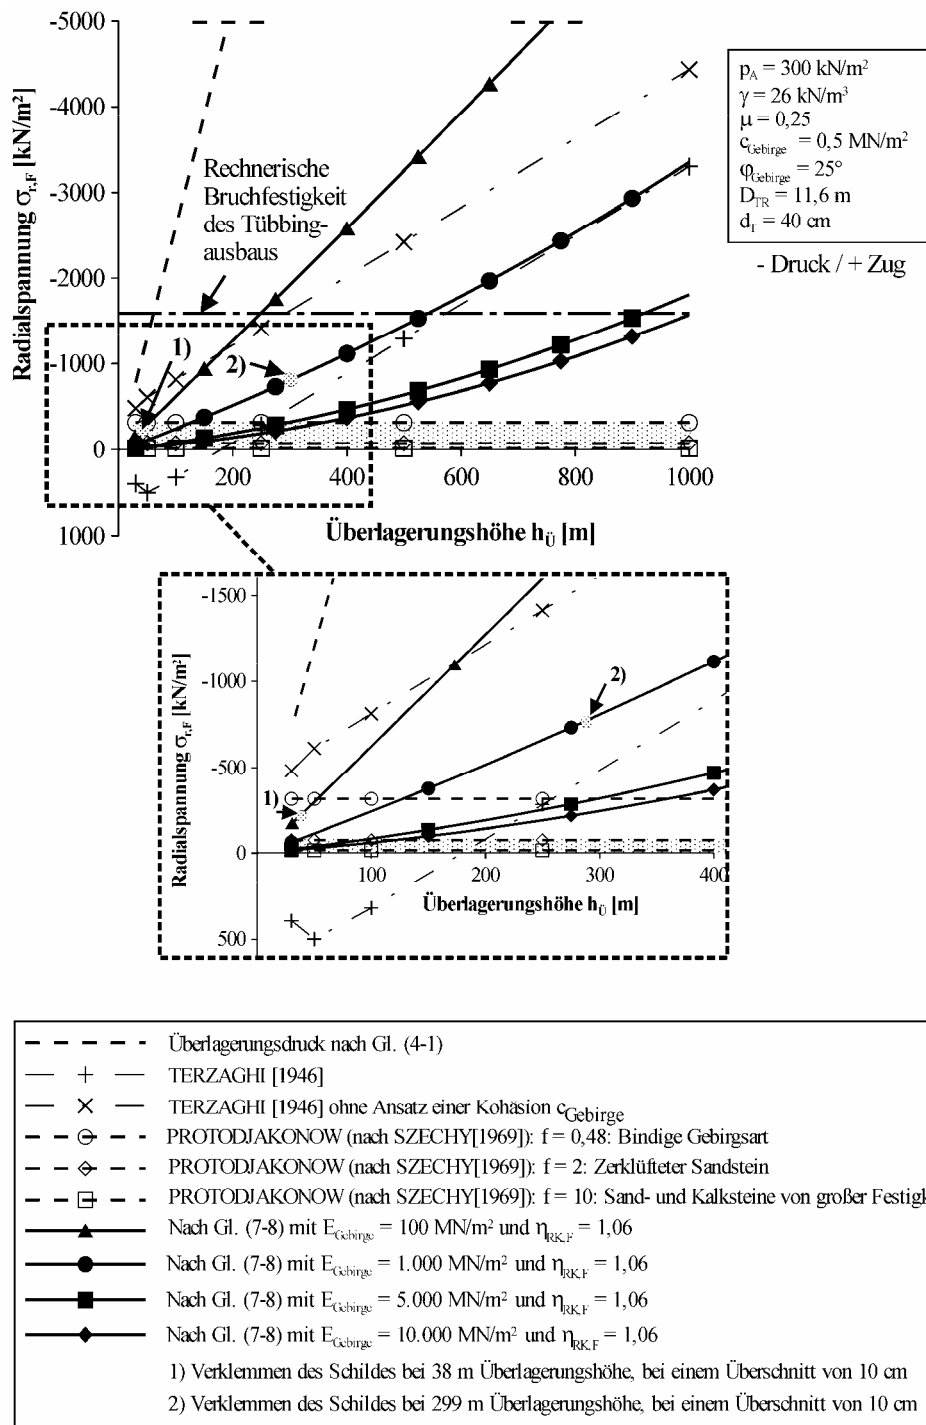 -5000
-4000
-3000
-2000
-1000
0
1000
Radialspannung σr,F [kN/m²]
Rechnerische
Bruchfestigkeit
des Tübbing-
ausbaus
1)
2)
200
400
600
800
1000
Überlagerungshöhe hÜ [m]
pA = 300 kN/m²
γ = 26 kN/m³
μ = 0,25
cGebirge = 0,5 MN/m²
φGebirge = 25°
DTR = 11,6 m
dT = 40 cm
- Druck / + Zug
-1500
-1000
-500
0
500
Radialspannung σr,F [kN/m²]
1)
2)
100
200
300
400
Überlagerungshöhe hÜ [m]
Überlagerungsdruck nach Gl. (4-1)
TERZAGHI [1946]
TERZAGHI [1946] ohne Ansatz einer Kohäsion cGebirge
PROTODJAKONOW (nach SZECHY[1969]): f = 0,48: Bindige Gebirgsart
PROTODJAKONOW (nach SZECHY[1969]): f = 2: Zerklüfteter Sandstein
PROTODJAKONOW (nach SZECHY[1969]): f = 10: Sand- und Kalksteine von großer Festigk
Nach Gl. (7-8) mit EGebirge = 100 MN/m² und ηRK,F = 1,06
Nach Gl. (7-8) mit EGebirge = 1.000 MN/m² und ηRK,F = 1,06
Nach Gl. (7-8) mit EGebirge = 5.000 MN/m² und ηRK,F = 1,06
Nach Gl. (7-8) mit EGebirge = 10.000 MN/m² und ηRK,F = 1,06
1) Verklemmen des Schildes bei 38 m Überlagerungshöhe, bei einem Überschnitt von 10 cm
2) Verklemmen des Schildes bei 299 m Überlagerungshöhe, bei einem Überschnitt von 10 cm